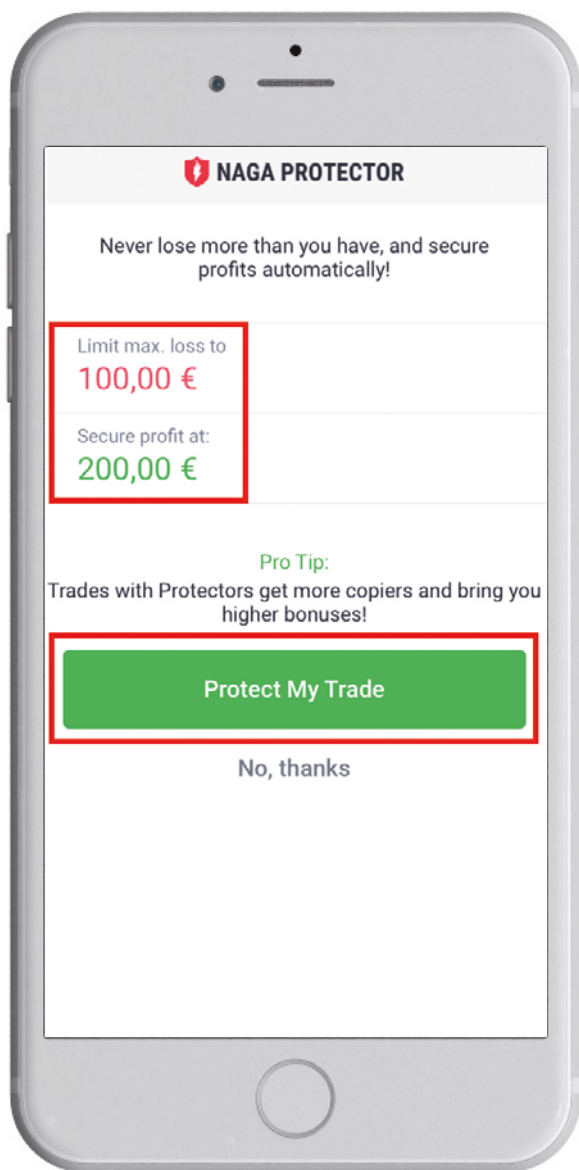 NAGA PROTECTOR
Never lose more than you have, and secure
profits automatically!
Limit max. loss to
100,00 €
Secure profit at:
200,00 €
Pro Tip:
Trades with Protectors get more copiers and bring you
higher bonuses!
Protect My Trade
No, thanks